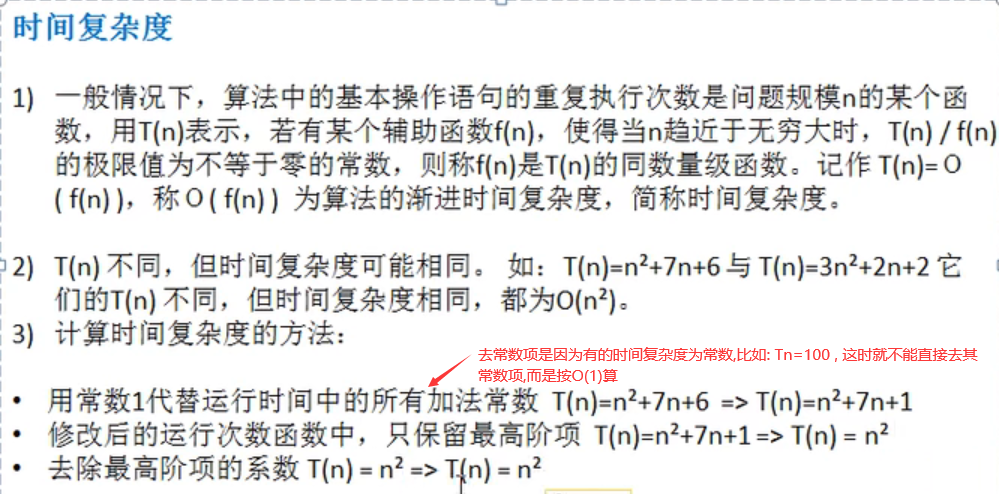 时间复杂度
1) 一般情况下，算法中的基本操作语句的重复执行次数是问题规模n的某个函
数，用T(n)表示，若有某个辅助函数f(n)，使得当n趋近于无穷大时，T(n) / f(n)
的极限值为不等于零的常数，则称f(n)是T(n)的同数量级函数。记作 T(n)=Ｏ
( f(n) )，称Ｏ( f(n) )  为算法的渐进时间复杂度，简称时间复杂度。
2) T(n) 不同，但时间复杂度可能相同。 如：T(n)=n²+7n+6 与 T(n)=3n²+2n+2 它
们的T(n) 不同，但时间复杂度相同，都为O(n²)。
3) 计算时间复杂度的方法：
去常数项是因为有的时间复杂度为常数,比如: Tn=100 , 这时就不能直接去某
常数项,而是按O(1)算
• 用常数1代替运行时间中的所有加法常数  T(n)=n²+7n+6  => T(n)=n²+7n+1
• 修改后的运行次数函数中，只保留最高阶项  T(n)=n²+7n+1 => T(n) = n²
• 去除最高阶项的系数 T(n) = n² => T(n) = n²